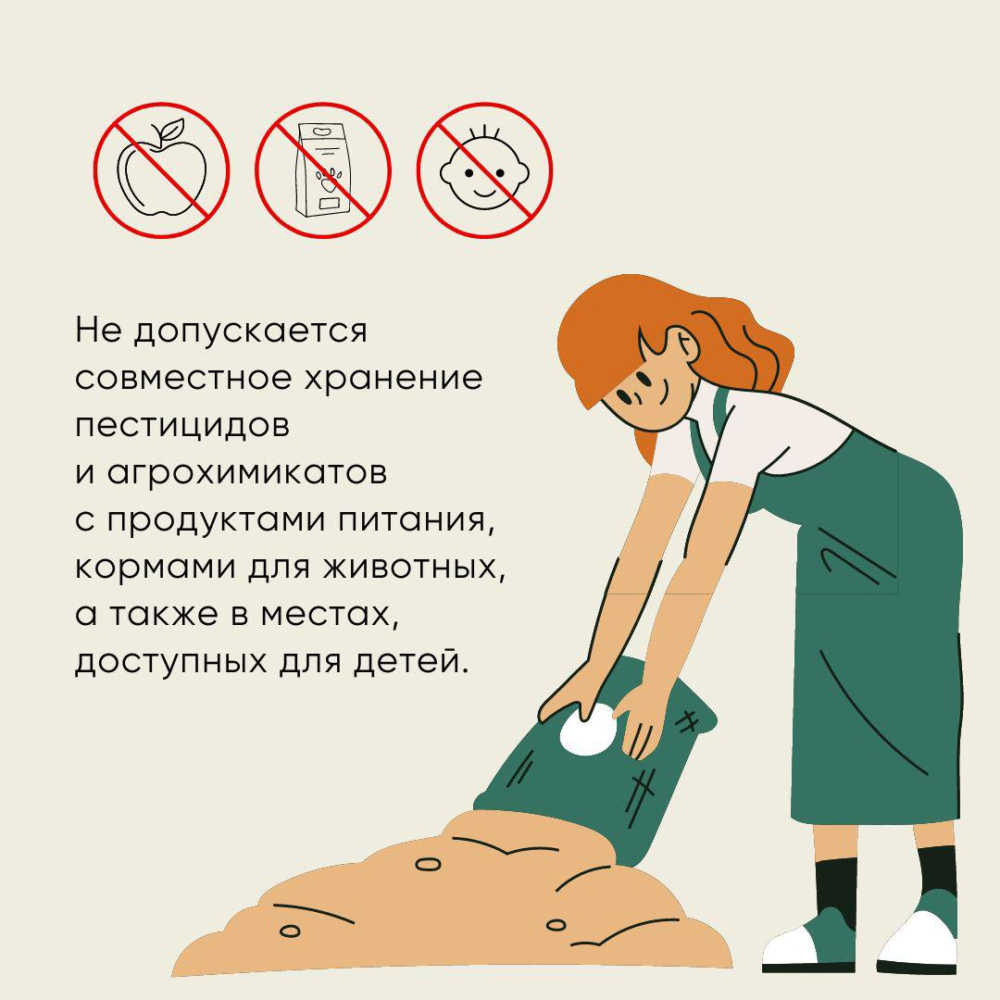 Не допускается
совместное хранение
пестицидов
и агрохимикатов
с продуктами питания,
кормами для животных,
а также в местах,
доступных для детей.